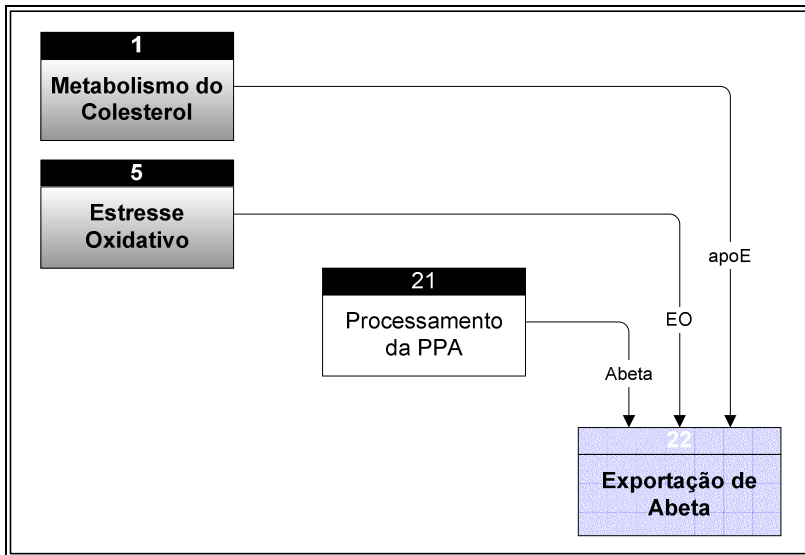 1
Metabolismo do
Colesterol
5
Estresse
Oxidativo
apoE
21
Processamento
da PPA
EO
Abeta
22
Exportação de
Abeta